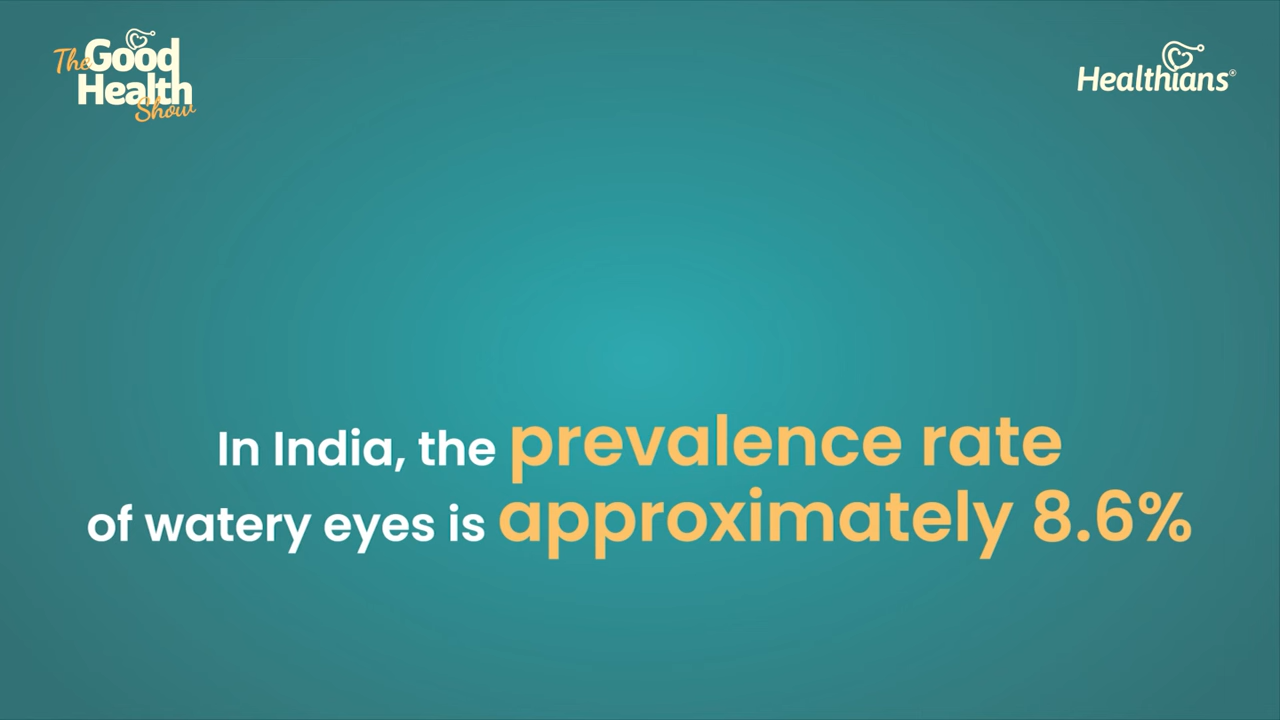 The Good
Health
Show
Healthians®
In India, the prevalence rate
of watery eyes is approximately 8.6%